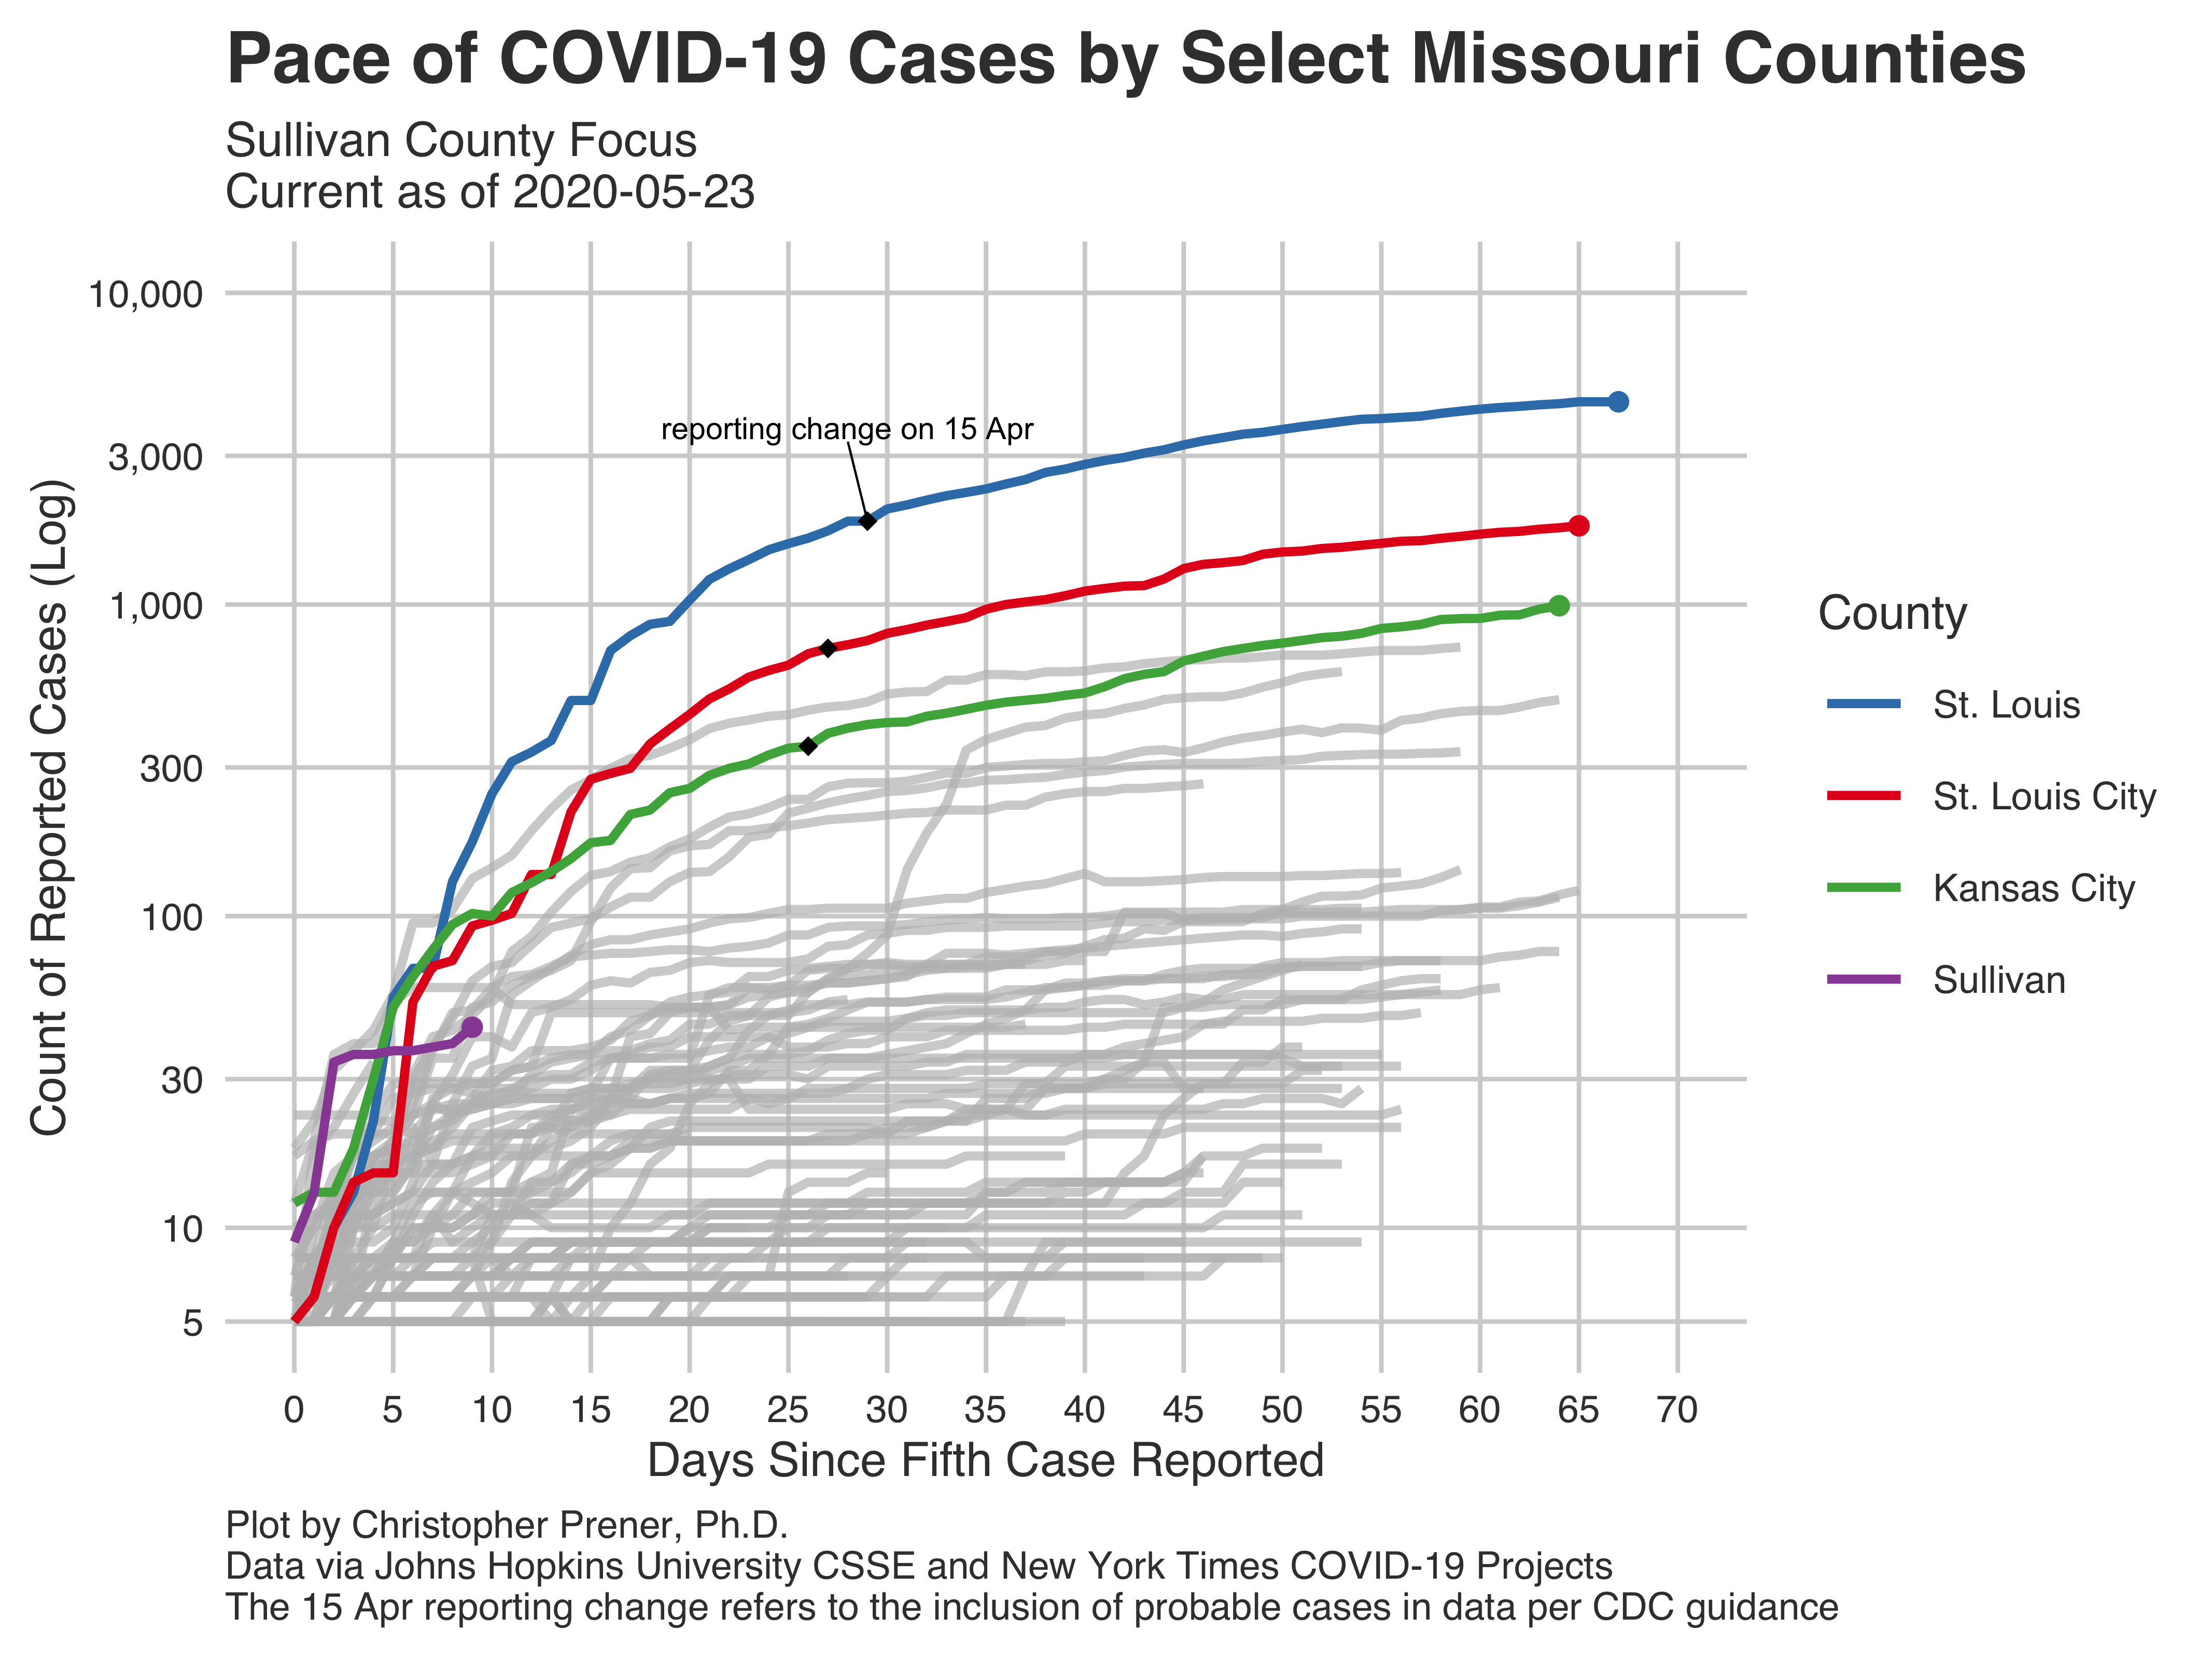 Pace of COVID-19 Cases by Select Missouri Counties
Sullivan County Focus
Current as of 2020-05-23
Count of Reported Cases (Log)
10,000
3,000
1,000
300
100
30
10
5
reporting change on 15 Apr
0 5 10 15 20 25 30 35 40 45 50 55 60 65 70
Days Since Fifth Case Reported
County
St. Louis
St. Louis City
Kansas City
Sullivan
Plot by Christopher Prener, Ph.D.
Data via Johns Hopkins University CSSE and New York Times COVID-19 Projects
The 15 Apr reporting change refers to the inclusion of probable cases in data per CDC guidance